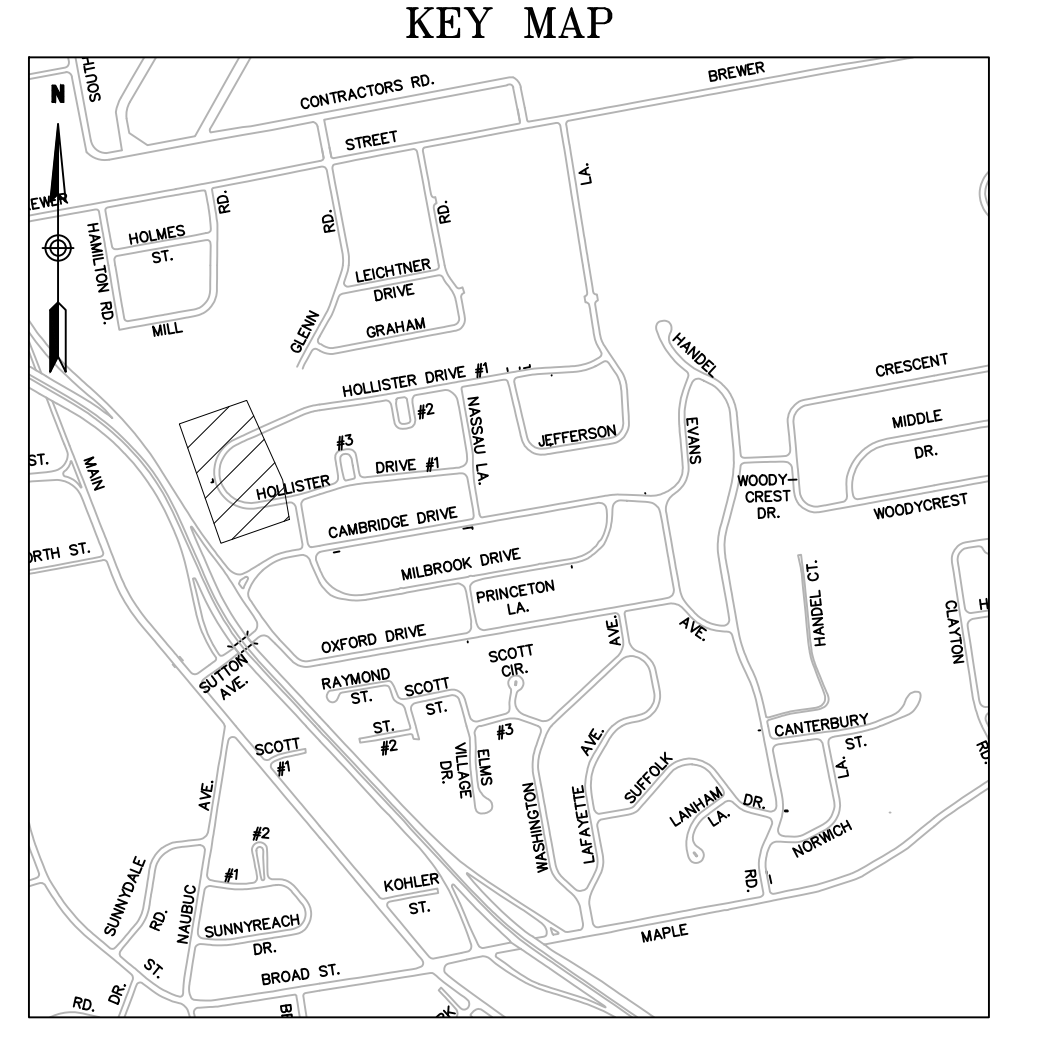 KEY MAP
SOUTH
N
CONTRACTORS RD.
BREWER
STREET
LA.
EWER
RD.
RD.
RD.
HAMILTON RD.
HOLMES
ST.
MILL
LEICHTNER
DRIVE
GRAHAM
GLENN
HANDEL
HOLLISTER DRIVE #1
#2
NASSAU LA.
JEFFERSON
EVANS
CRESCENT
MIDDLE
DR.
#3
DRIVE #1
HOLLISTER
ST.
MAIN
WOODY-
CREST
DR.
WOODYCREST
CAMBRIDGE DRIVE
ORTH ST.
MILBROOK DRIVE
PRINCETON
LA.
HANDEL CT.
CLAYTON
H
OXFORD DRIVE
AVE.
AVE.
SUTTON
AVE.
RAYMOND
ST.
SCOTT
ST.
SCOTT
CIR.
ST.
#2
#3
SCOTT
#1
VILLAGE
DR.
ELMS
AVE.
CANTERBURY
ST.
RD.
LA.
AVE.
WASHINGTON
LAFAYETTE
SUFFOLK
LANHAM
LA.
DR.
NORWICH
#2
#1
SUNNYDALE
RD.
NAUBUC
KOHLER
ST.
RD.
SUNNYREACH
DR.
MAPLE
ST.
BROAD ST.
RD.
DR.